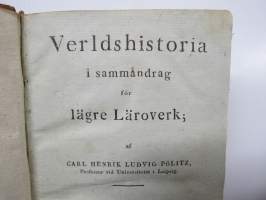 Verldshistoria
i sammandrag
för
lägre Läroverk;
af
CARL HENRIK LUDVIG PÖLITZ,
Professor vid Universitetet i Leipzig.